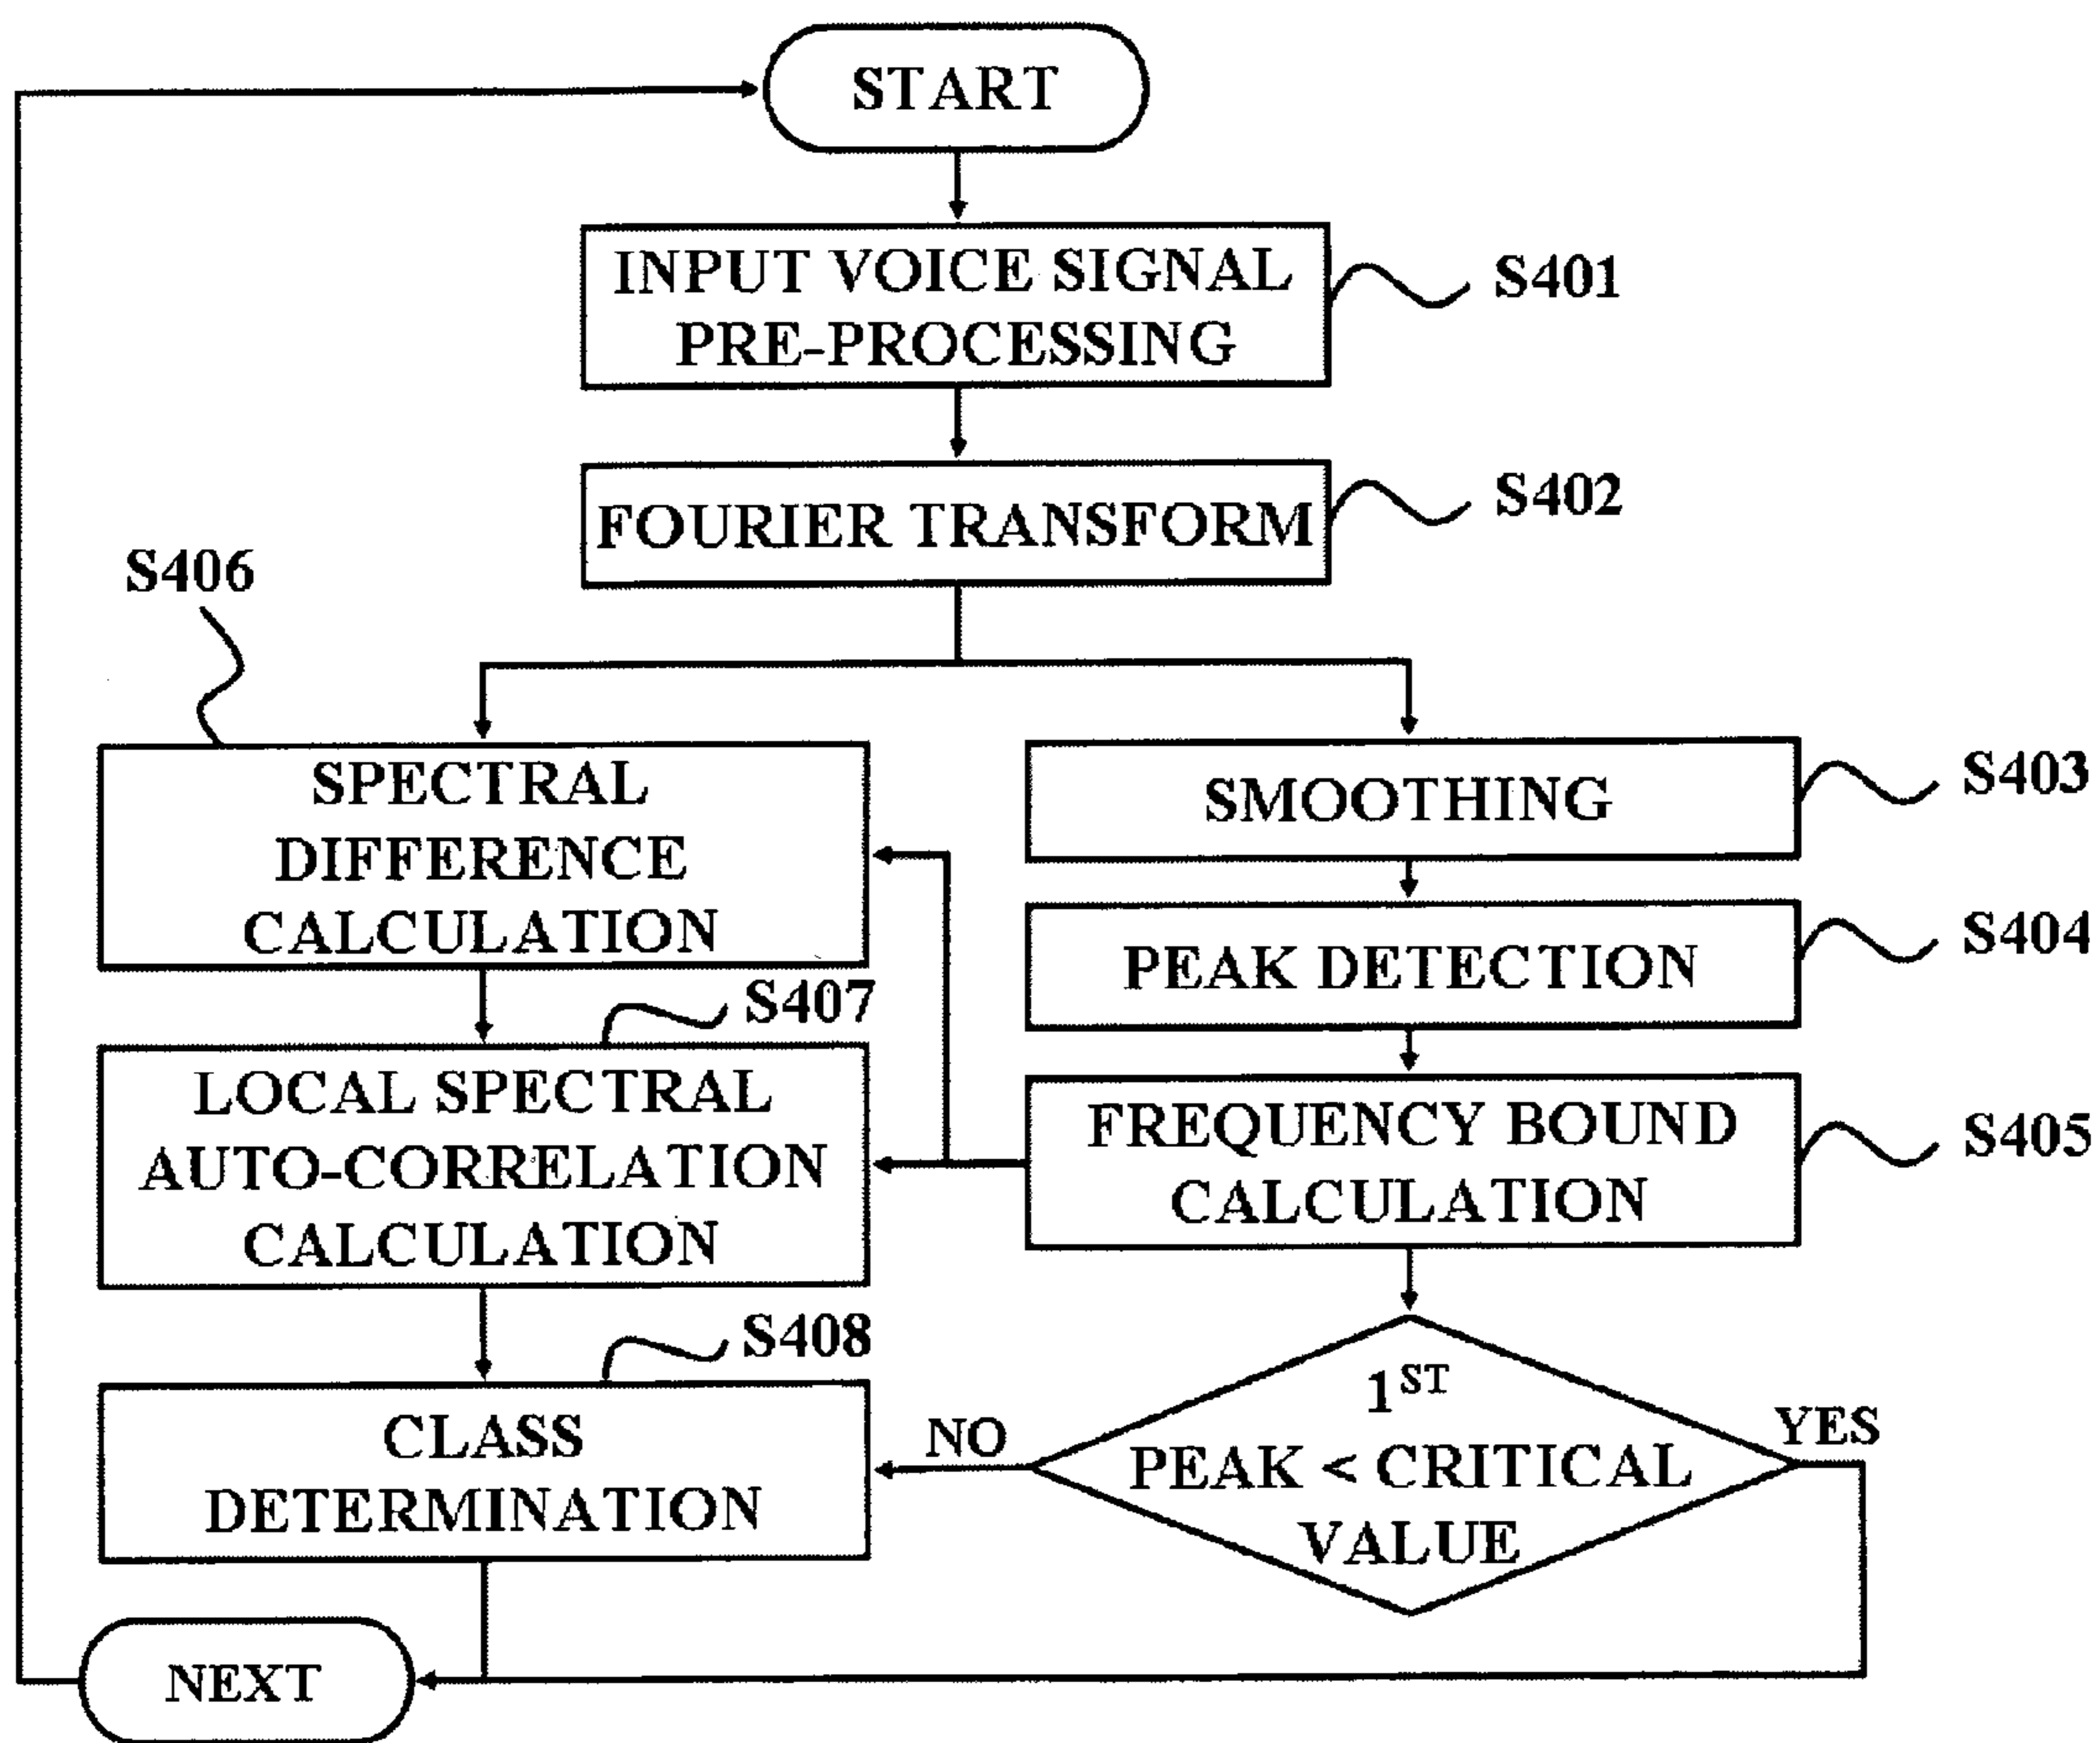 START
INPUT VOICE SIGNAL
PRE-PROCESSING
S401
FOURIER TRANSFORM
S402
S406
SPECTRAL
DIFFERENCE
CALCULATION
SMOOTHING
S403
PEAK DETECTION
S404
S407
LOCAL SPECTRAL
AUTO-CORRELATION
CALCULATION
FREQUENCY BOUND
CALCULATION
S405
S408
CLASS
DETERMINATION
NO
1ST
PEAK < CRITICAL
VALUE
YES
NEXT